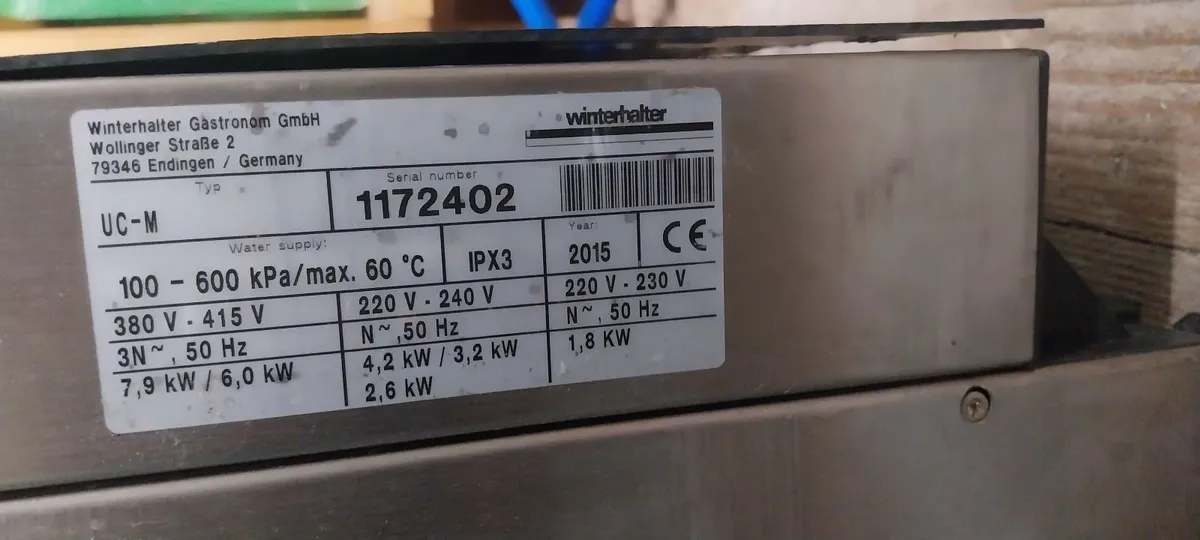 Winterhalter Gastronom GmbH
Wollinger Straße 2
79346 Endingen / Germany
winterhalter
Typ
UC-M
Serial number
1172402
Water supply:
100 - 600 kPa/max. 60 °C
IPX3
Year:
2015
CE
380 V - 415 V
3N~, 50 Hz
7,9 kW / 6,0 kW
220 V - 240 V
N~,50 Hz
4,2 kW / 3,2 kW
2,6 kW
220 V - 230 V
N~, 50 Hz
1,8 KW